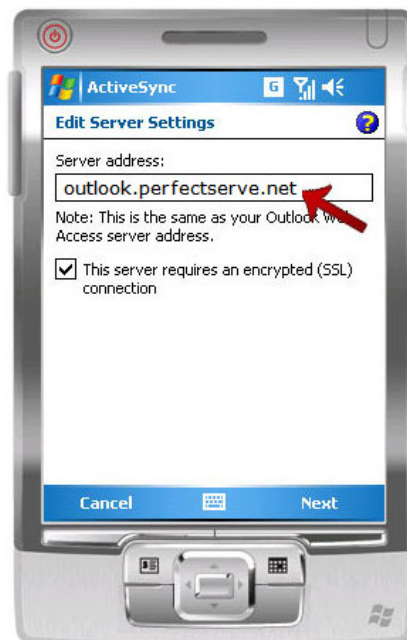 ActiveSync G
Edit Server Settings ?
Server address:
outlook.perfectserve.net
Note: This is the same as your Outlook Web
Access server address.
This server requires an encrypted (SSL)
connection
Cancel Next